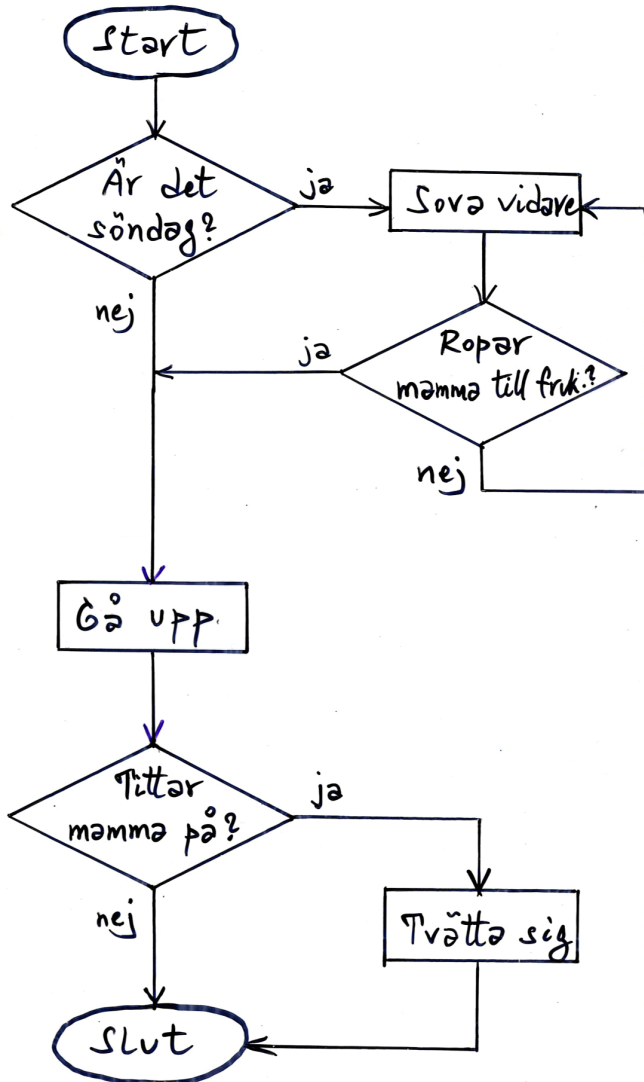 Start
Är det
söndag?
ja
Sova vidare
nej
Ropar
mamma till fruk.?
ja
nej
Gå upp
Tittar
mamma på?
ja
nej
Tvätta sig
Slut